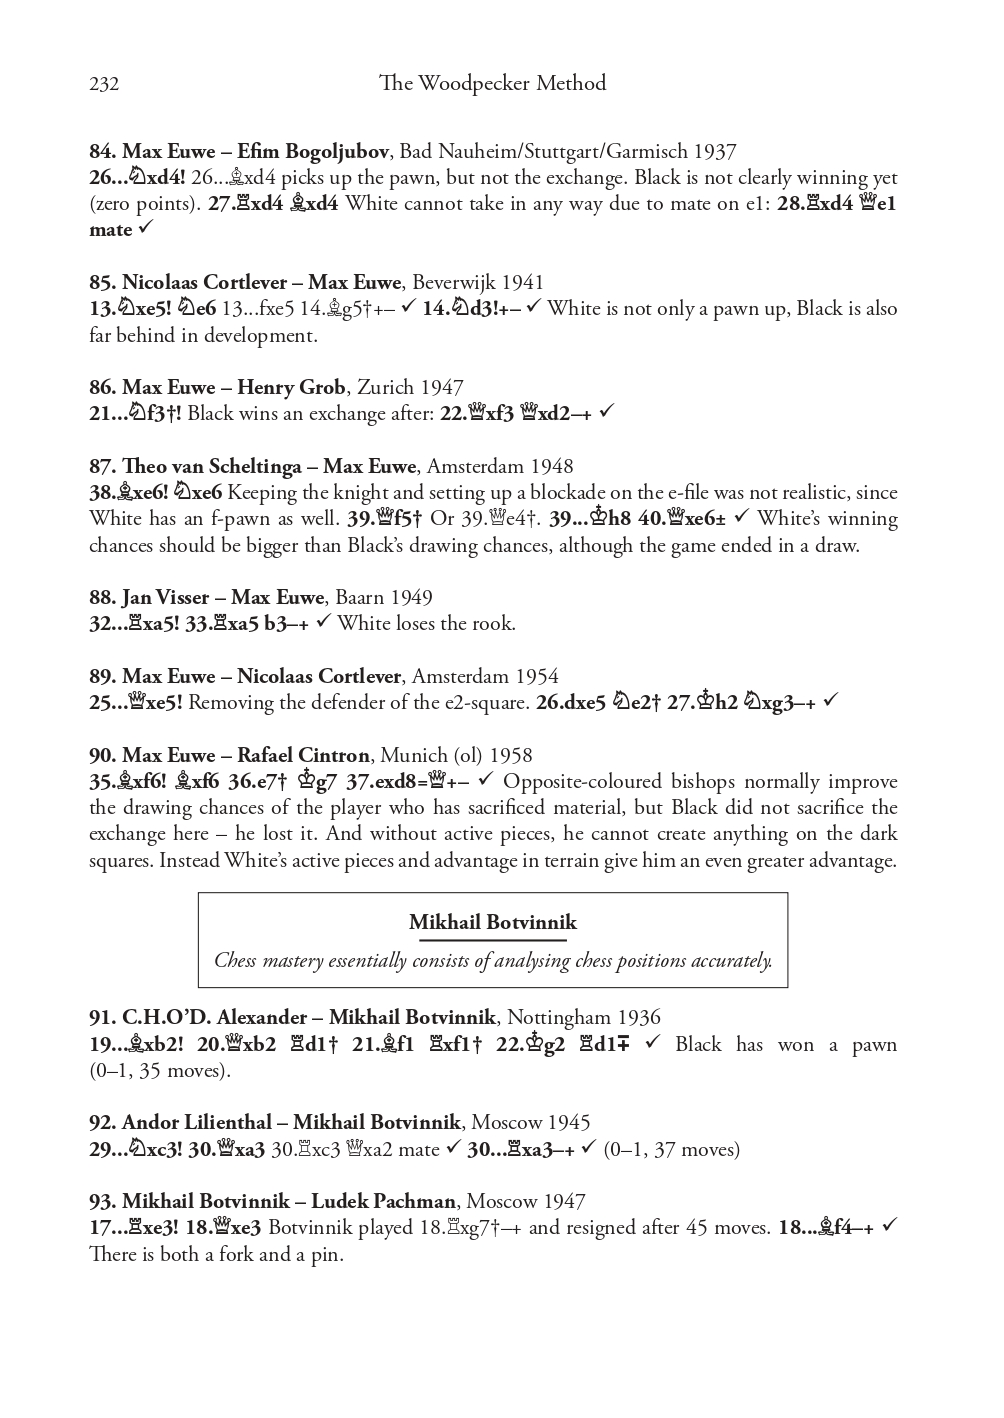 232 The Woodpecker Method
84. Max Euwe – Efim Bogoljubov, Bad Nauheim/Stuttgart/Garmisch 1937
26...♘xd4! 26...♗xd4 picks up the pawn, but not the exchange. Black is not clearly winning yet
(zero points). 27.♖xd4 ♗xd4 White cannot take in any way due to mate on e1: 28.♖xd4 ♕e1
mate ✓
85. Nicolaas Cortlever – Max Euwe, Beverwijk 1941
13.♘xe5! ♘e6 13...fxe5 14.♗g5†+– ✓ 14.♘d3!+– ✓ White is not only a pawn up, Black is also
far behind in development.
86. Max Euwe – Henry Grob, Zurich 1947
21...♘f3†! Black wins an exchange after: 22.♕xf3 ♕xd2–+ ✓
87. Theo van Scheltinga – Max Euwe, Amsterdam 1948
38.♗xe6! ♘xe6 Keeping the knight and setting up a blockade on the e-file was not realistic, since
White has an f-pawn as well. 39.♕f5† Or 39.♕e4†. 39...♔h8 40.♕xe6± ✓ White’s winning
chances should be bigger than Black’s drawing chances, although the game ended in a draw.
88. Jan Visser – Max Euwe, Baarn 1949
32...♖xa5! 33.♖xa5 b3–+ ✓ White loses the rook.
89. Max Euwe – Nicolaas Cortlever, Amsterdam 1954
25...♕xe5! Removing the defender of the e2-square. 26.dxe5 ♘e2† 27.♔h2 ♘xg3–+ ✓
90. Max Euwe – Rafael Cintron, Munich (ol) 1958
35.♗xf6! ♗xf6 36.e7† ♔g7 37.exd8=♕+– ✓ Opposite-coloured bishops normally improve
the drawing chances of the player who has sacrificed material, but Black did not sacrifice the
exchange here – he lost it. And without active pieces, he cannot create anything on the dark
squares. Instead White’s active pieces and advantage in terrain give him an even greater advantage.
Mikhail Botvinnik
Chess mastery essentially consists of analysing chess positions accurately.
91. C.H.O’D. Alexander – Mikhail Botvinnik, Nottingham 1936
19...♗xb2! 20.♕xb2 ♖d1† 21.♗f1 ♖xf1† 22.♔g2 ♖d1∓ ✓ Black has won a pawn
(0–1, 35 moves).
92. Andor Lilienthal – Mikhail Botvinnik, Moscow 1945
29...♘xc3! 30.♕xa3 30.♖xc3 ♕xa2 mate ✓ 30...♖xa3–+ ✓ (0–1, 37 moves)
93. Mikhail Botvinnik – Ludek Pachman, Moscow 1947
17...♖xe3! 18.♕xe3 Botvinnik played 18.♖xg7†–+ and resigned after 45 moves. 18...♗f4–+ ✓
There is both a fork and a pin.